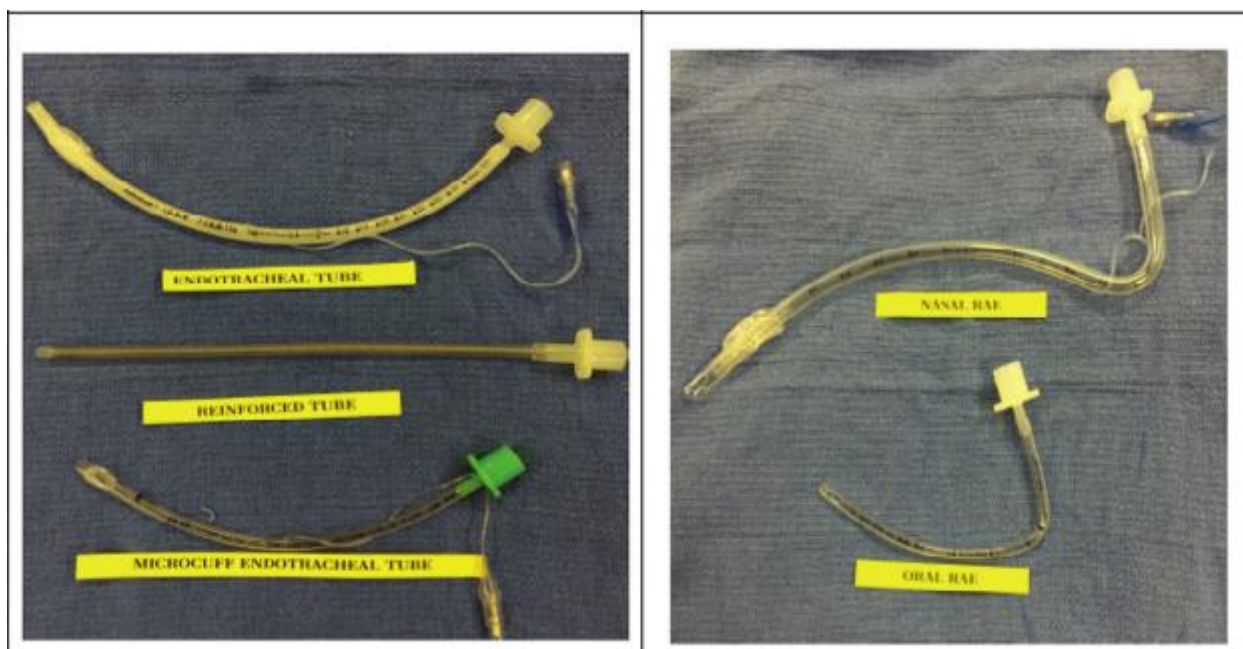 ENDOTRACHEAL TUBE
REINFORCED TUBE
MICROCUFF ENDOTRACHEAL TUBE
NASAL RAE
ORAL RAE